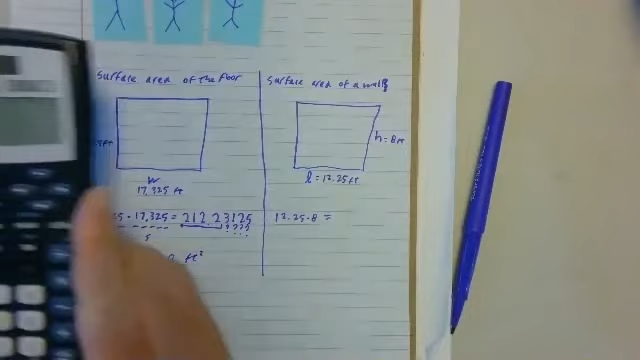 Surface area of the floor
w
17.325 ft
· 17.325 = 212.23125
5
ft²
Surface area of a wall
h = 8 ft
l = 12.25 ft
12.25 · 8 =